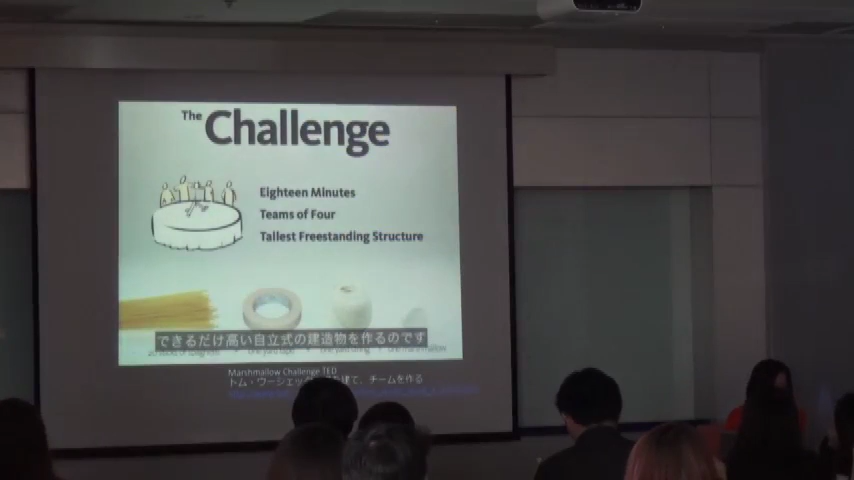 The Challenge
Eighteen Minutes
Teams of Four
Tallest Freestanding Structure
できるだけ高い自立式の建造物を作るのです
Marshmallow Challenge TED
トム・ウージェック 建て、チームを作る